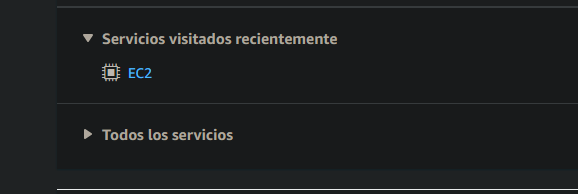 Servicios visitados recientemente
EC2
Todos los servicios